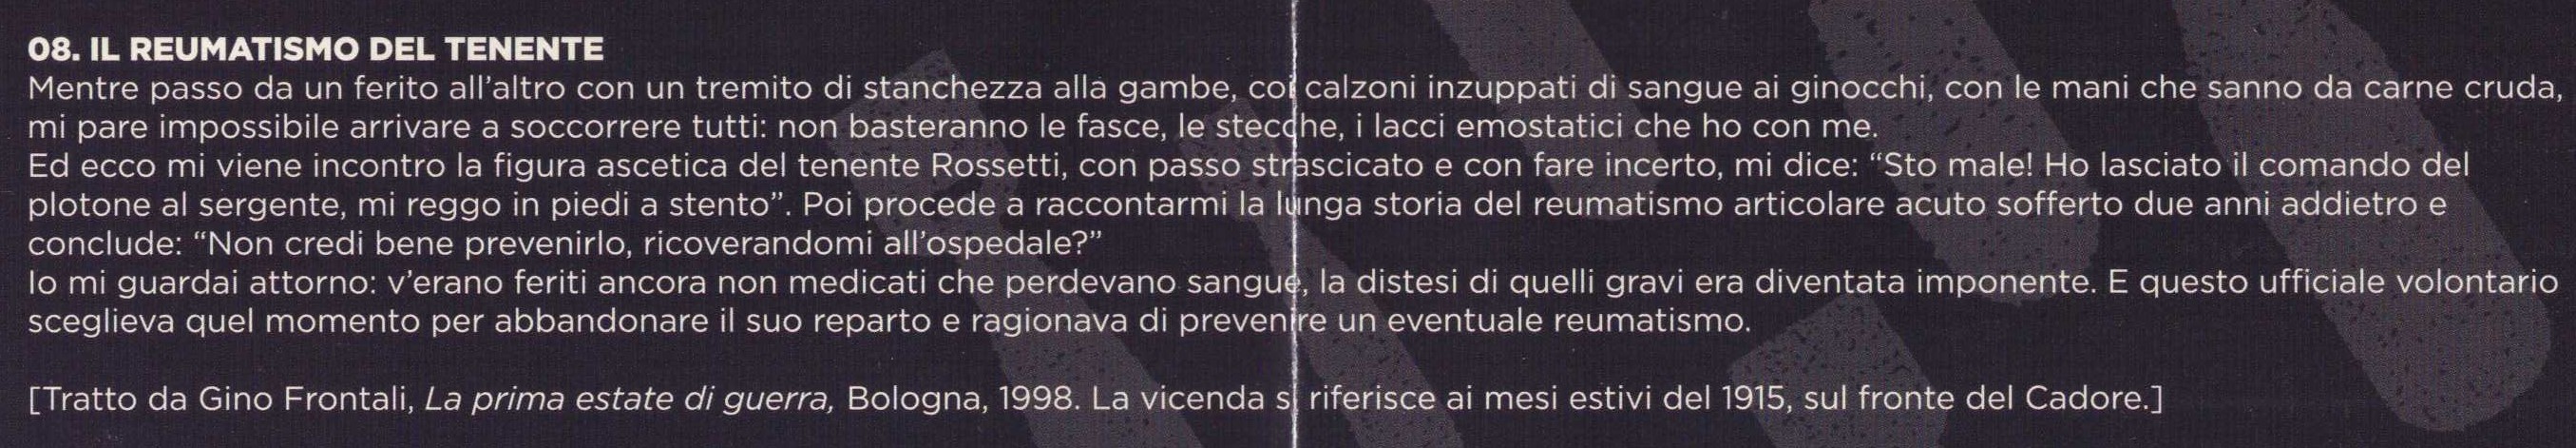 08. IL REUMATISMO DEL TENENTE
Mentre passo da un ferito all’altro con un tremito di stanchezza alla gambe, coi calzoni inzuppati di sangue ai ginocchi, con le mani che sanno da carne cruda,
mi pare impossibile arrivare a soccorrere tutti: non basteranno le fasce, le stecche, i lacci emostatici che ho con me.
Ed ecco mi viene incontro la figura ascetica del tenente Rossetti, con passo strascicato e con fare incerto, mi dice: “Sto male! Ho lasciato il comando del
plotone al sergente, mi reggo in piedi a stento”. Poi procede a raccontarmi la lunga storia del reumatismo articolare acuto sofferto due anni addietro e
conclude: “Non credi bene prevenirlo, ricoverandomi all’ospedale?”
Io mi guardai attorno: v’erano feriti ancora non medicati che perdevano sangue, la distesi di quelli gravi era diventata imponente. E questo ufficiale volontario
sceglieva quel momento per abbandonare il suo reparto e ragionava di prevenire un eventuale reumatismo.
[Tratto da Gino Frontali, La prima estate di guerra, Bologna, 1998. La vicenda si riferisce ai mesi estivi del 1915, sul fronte del Cadore.]